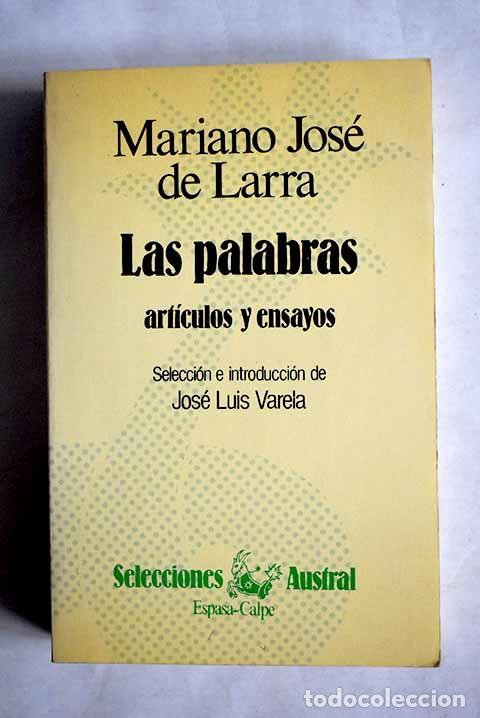 Mariano José
de Larra
Las palabras
artículos y ensayos
Selección e introducción de
José Luis Varela
Selecciones Austral
Espasa-Calpe
todocoleccion